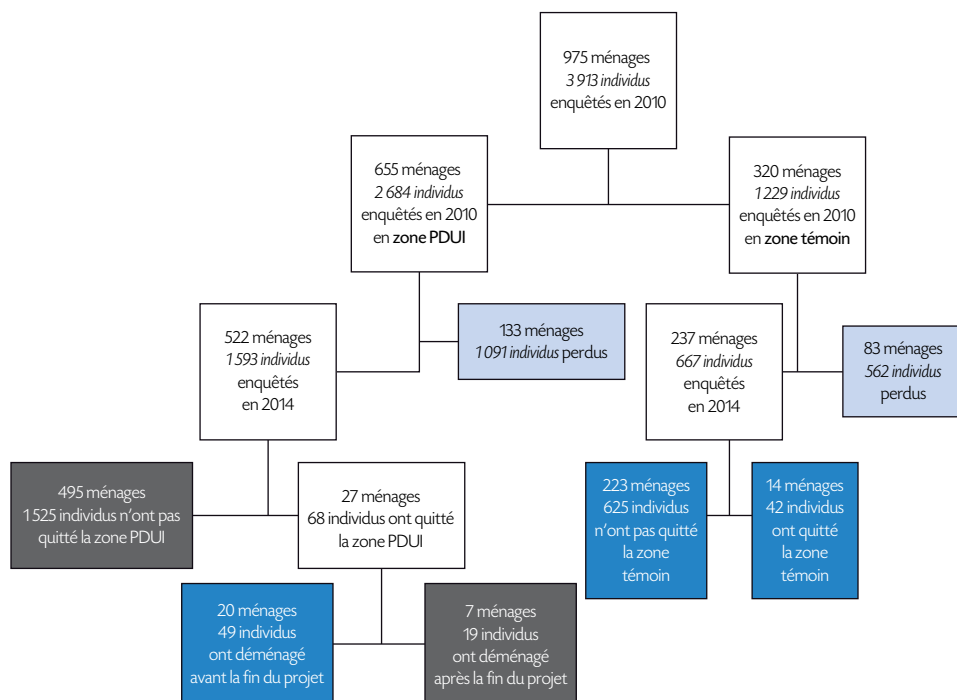 975 ménages
3 913 individus
enquêtés en 2010
655 ménages
2 684 individus
enquêtés en 2010
en zone PDUI
320 ménages
1 229 individus
enquêtés en 2010
en zone témoin
522 ménages
1 593 individus
enquêtés
en 2014
133 ménages
1 091 individus perdus
237 ménages
667 individus
enquêtés
en 2014
83 ménages
562 individus
perdus
495 ménages
1 525 individus n'ont pas
quitté la zone PDUI
27 ménages
68 individus ont quitté
la zone PDUI
223 ménages
625 individus
n'ont pas quitté
la zone
témoin
14 ménages
42 individus
ont quitté
la zone
témoin
20 ménages
49 individus
ont déménagé
avant la fin du projet
7 ménages
19 individus
ont déménagé
après la fin du projet